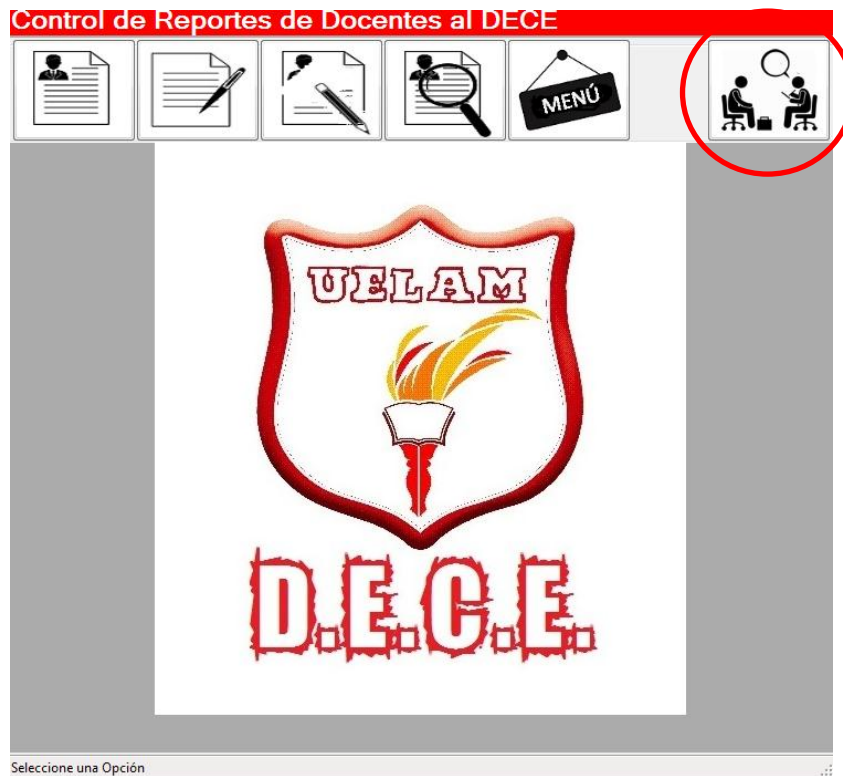 Control de Reportes de Docentes al DECE
MENÚ
UELAM
D.E.C.E.
Seleccione una Opción